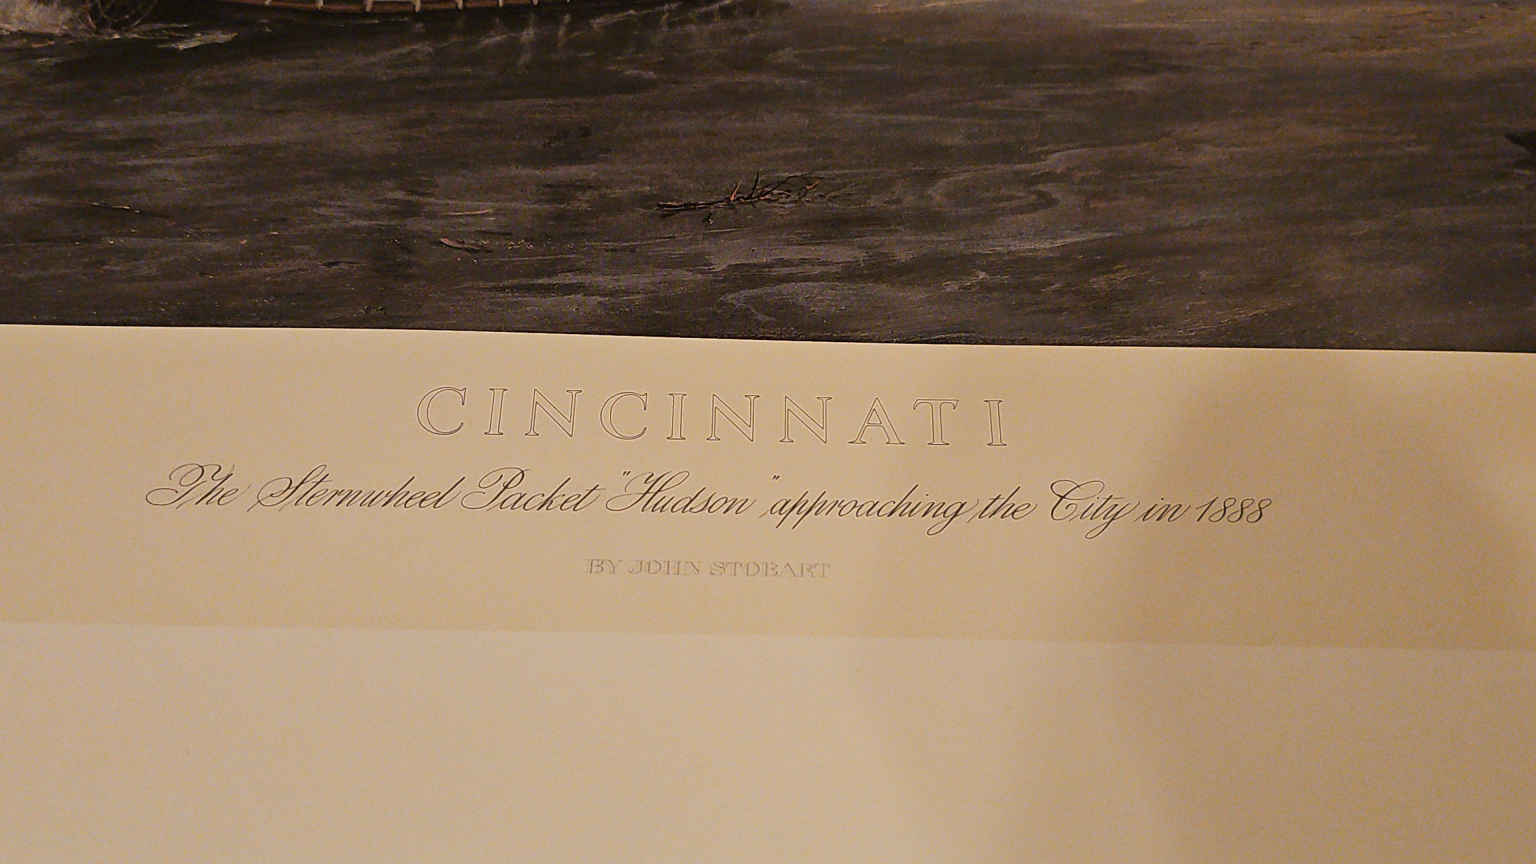 CINCINNATI
The Sternwheel Packet "Hudson" approaching the City in 1888
BY JOHN STOBART